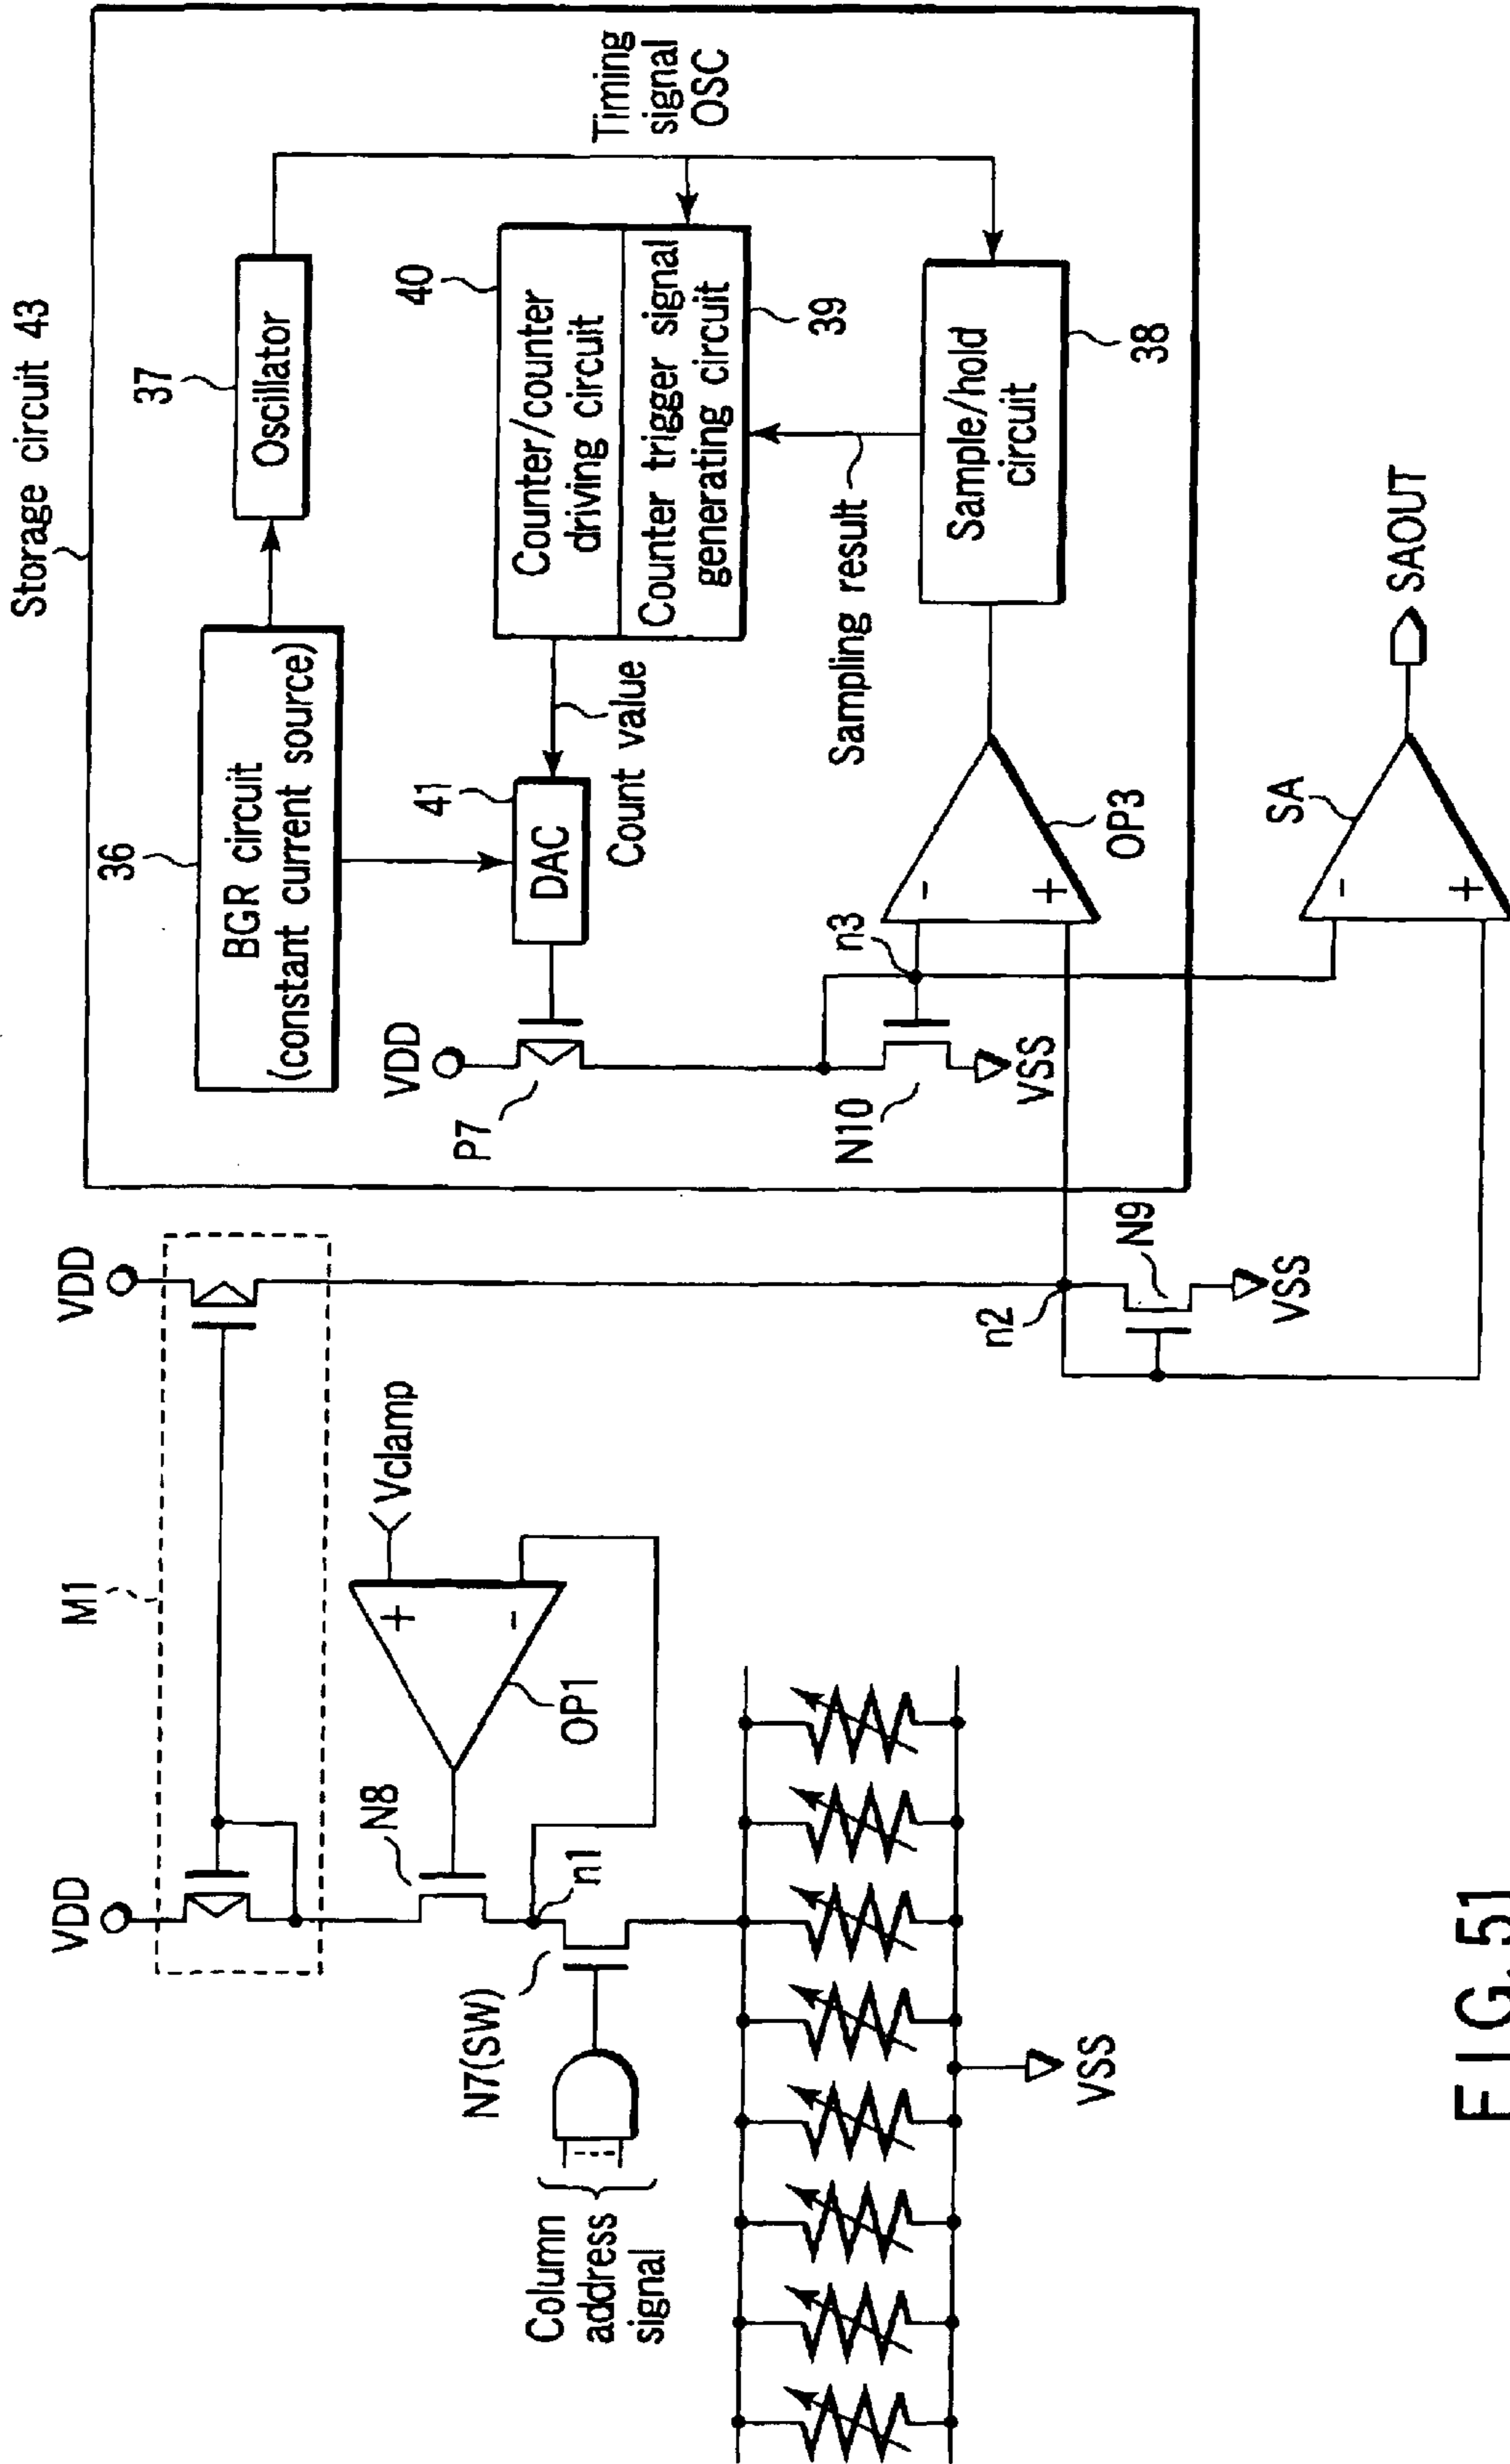 Storage circuit 43
36
BGR circuit
(constant current source)
37
Oscillator
Timing
signal
OSC
40
Counter/counter
driving circuit
Counter trigger signal
generating circuit
39
41
DAC
Count value
Sampling result
Sample/hold
circuit
38
VDD
P7
N10
VSS
n3
-
+
OP3
SA
-
+
SAOUT
M1
VDD
VDD
Vclamp
+
-
OP1
N8
n1
N7(SW)
Column
address
signal
VSS
n2
N9
VSS
FIG.51